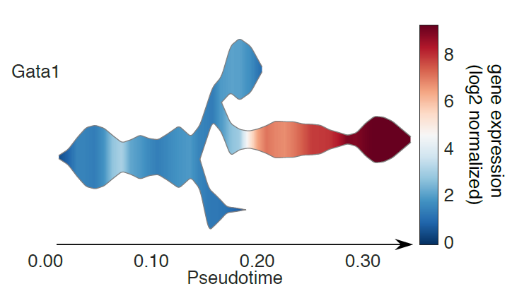 Gata1
8
6
4
2
0
gene expression
(log2 normalized)
0.00 0.10 0.20 0.30
Pseudotime